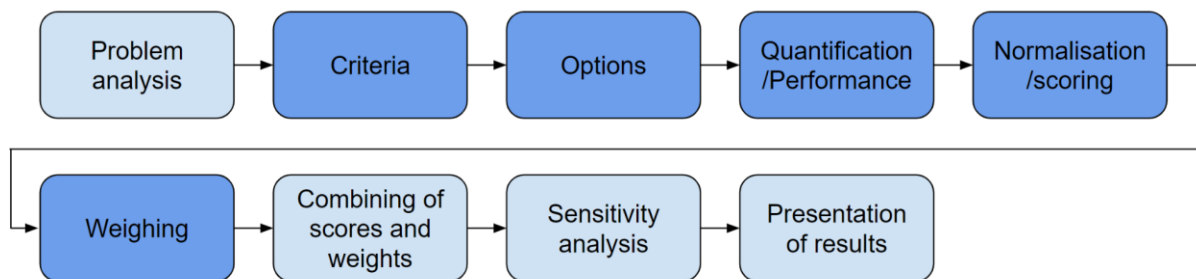 Problem
analysis
Criteria
Options
Quantification
/Performance
Normalisation
/scoring
Weighing
Combining of
scores and
weights
Sensitivity
analysis
Presentation
of results